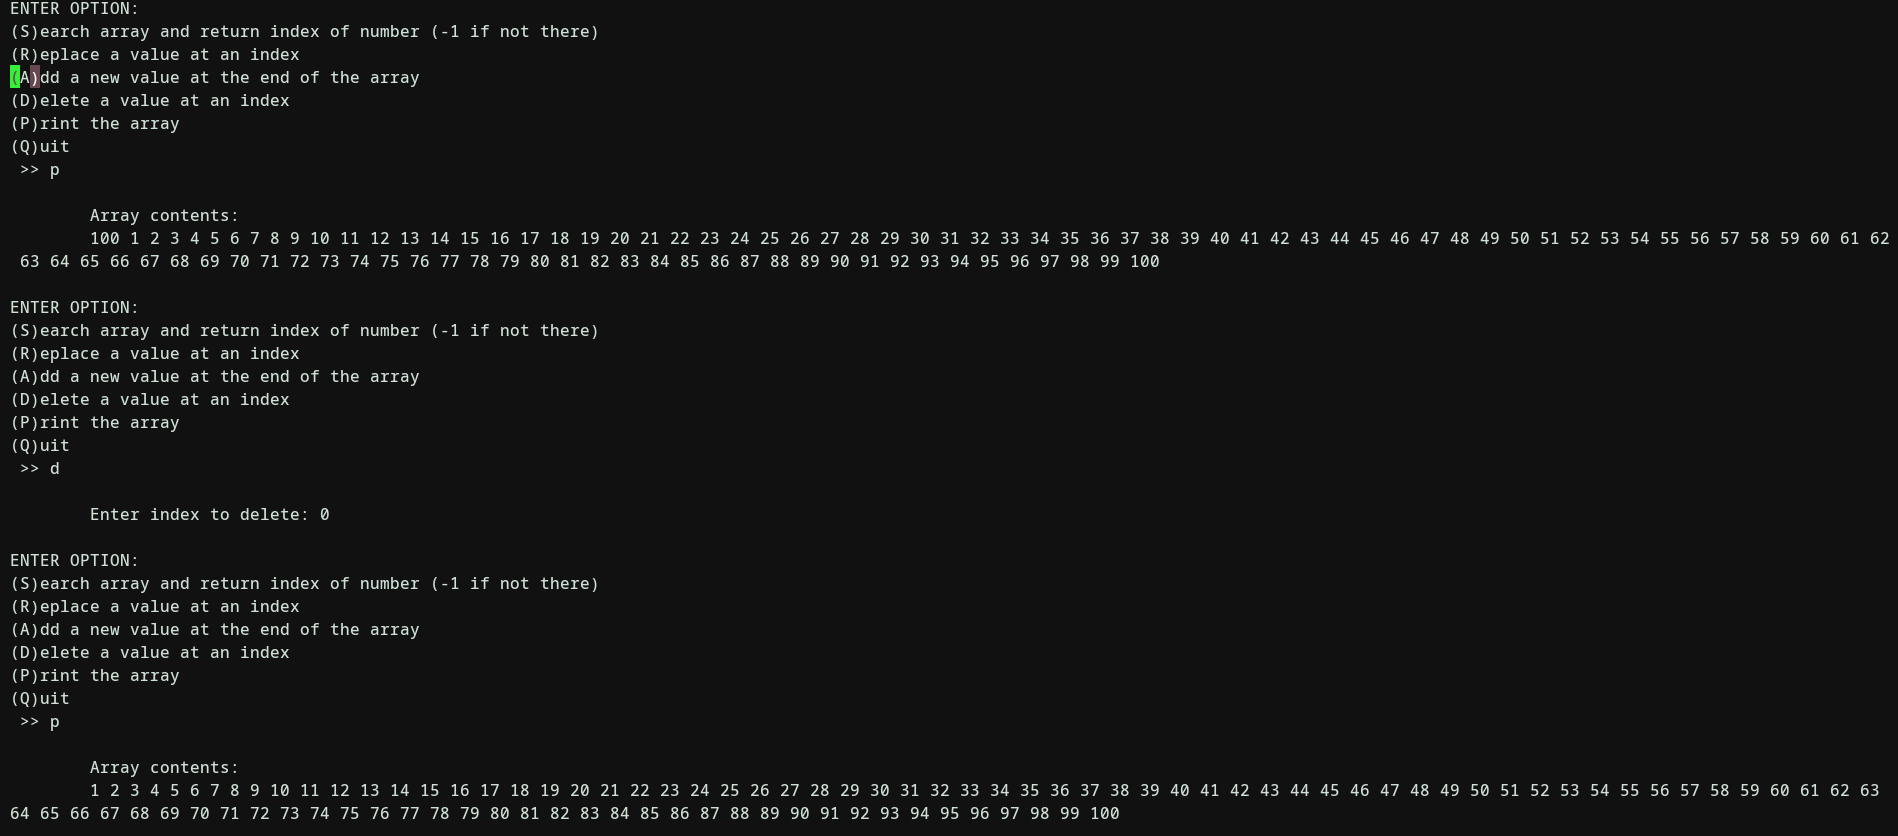 ENTER OPTION:
(S)earch array and return index of number (-1 if not there)
(R)eplace a value at an index
(A)dd a new value at the end of the array
(D)elete a value at an index
(P)rint the array
(Q)uit
>> p
Array contents:
100 1 2 3 4 5 6 7 8 9 10 11 12 13 14 15 16 17 18 19 20 21 22 23 24 25 26 27 28 29 30 31 32 33 34 35 36 37 38 39 40 41 42 43 44 45 46 47 48 49 50 51 52 53 54 55 56 57 58 59 60 61 62
63 64 65 66 67 68 69 70 71 72 73 74 75 76 77 78 79 80 81 82 83 84 85 86 87 88 89 90 91 92 93 94 95 96 97 98 99 100
ENTER OPTION:
(S)earch array and return index of number (-1 if not there)
(R)eplace a value at an index
(A)dd a new value at the end of the array
(D)elete a value at an index
(P)rint the array
(Q)uit
>> d
Enter index to delete: 0
ENTER OPTION:
(S)earch array and return index of number (-1 if not there)
(R)eplace a value at an index
(A)dd a new value at the end of the array
(D)elete a value at an index
(P)rint the array
(Q)uit
>> p
Array contents:
1 2 3 4 5 6 7 8 9 10 11 12 13 14 15 16 17 18 19 20 21 22 23 24 25 26 27 28 29 30 31 32 33 34 35 36 37 38 39 40 41 42 43 44 45 46 47 48 49 50 51 52 53 54 55 56 57 58 59 60 61 62 63
64 65 66 67 68 69 70 71 72 73 74 75 76 77 78 79 80 81 82 83 84 85 86 87 88 89 90 91 92 93 94 95 96 97 98 99 100